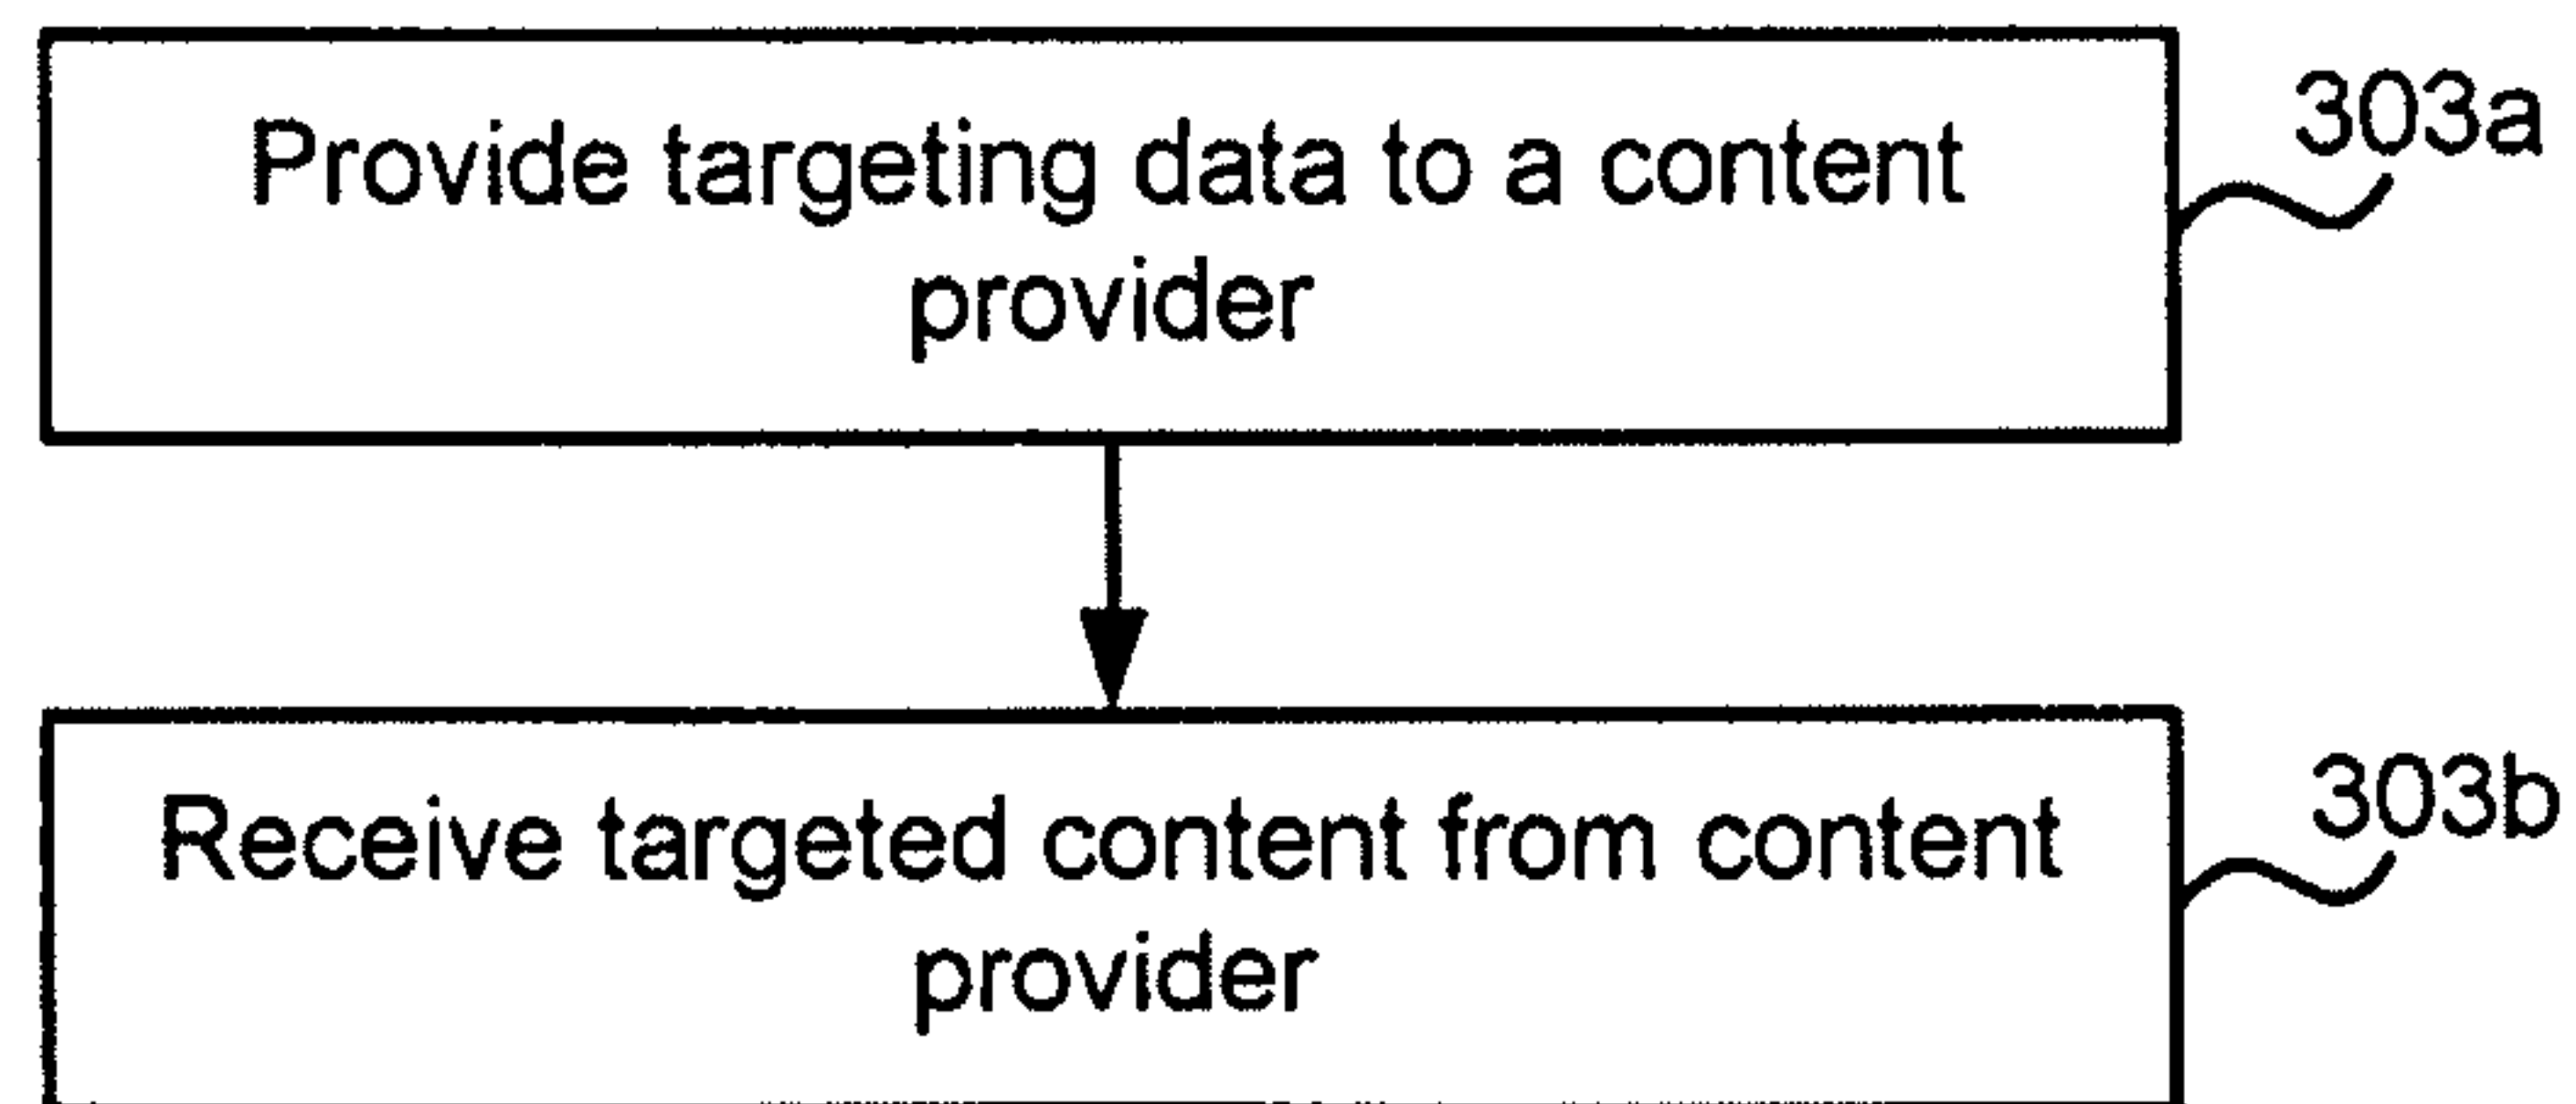 Provide targeting data to a content
provider
303a
Receive targeted content from content
provider
303b